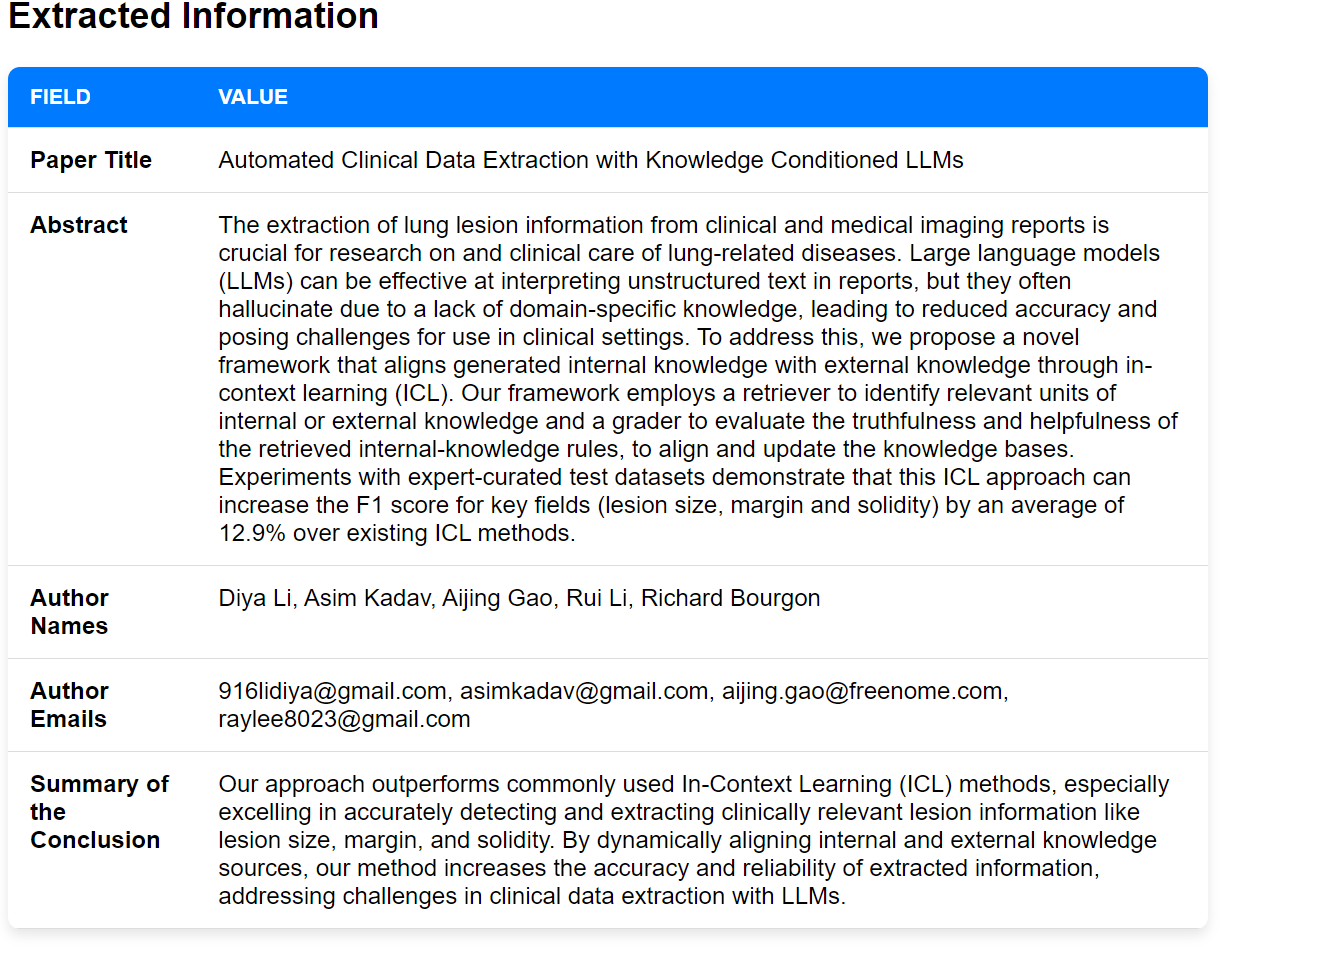 Extracted Information
FIELD VALUE
Paper Title Automated Clinical Data Extraction with Knowledge Conditioned LLMs
Abstract The extraction of lung lesion information from clinical and medical imaging reports is
crucial for research on and clinical care of lung-related diseases. Large language models
(LLMs) can be effective at interpreting unstructured text in reports, but they often
hallucinate due to a lack of domain-specific knowledge, leading to reduced accuracy and
posing challenges for use in clinical settings. To address this, we propose a novel
framework that aligns generated internal knowledge with external knowledge through in-
context learning (ICL). Our framework employs a retriever to identify relevant units of
internal or external knowledge and a grader to evaluate the truthfulness and helpfulness of
the retrieved internal-knowledge rules, to align and update the knowledge bases.
Experiments with expert-curated test datasets demonstrate that this ICL approach can
increase the F1 score for key fields (lesion size, margin and solidity) by an average of
12.9% over existing ICL methods.
Author Diya Li, Asim Kadav, Aijing Gao, Rui Li, Richard Bourgon
Names
Author 916lidiya@gmail.com, asimkadav@gmail.com, aijing.gao@freenome.com,
Emails raylee8023@gmail.com
Summary of Our approach outperforms commonly used In-Context Learning (ICL) methods, especially
the excelling in accurately detecting and extracting clinically relevant lesion information like
Conclusion lesion size, margin, and solidity. By dynamically aligning internal and external knowledge
sources, our method increases the accuracy and reliability of extracted information,
addressing challenges in clinical data extraction with LLMs.